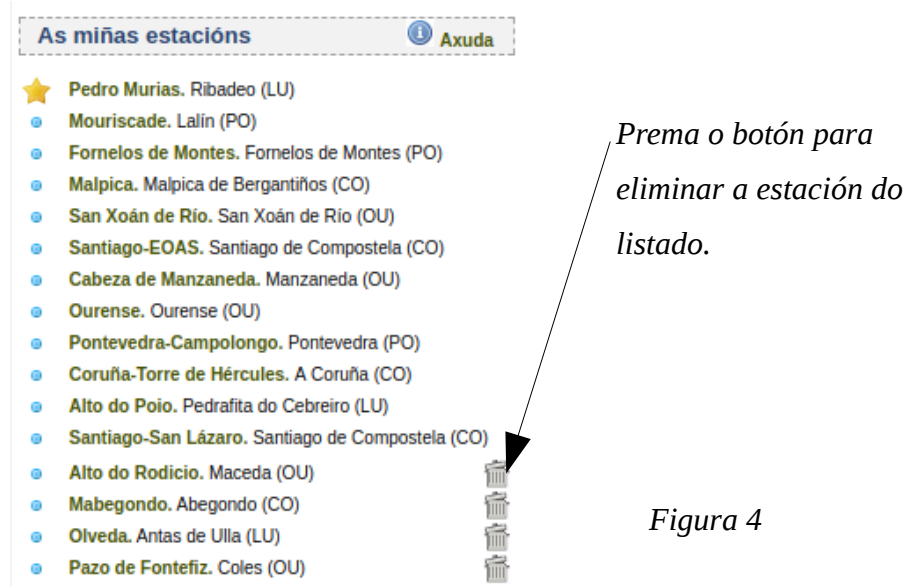 As miñas estacións
Axuda
Pedro Murias. Ribadeo (LU)
Mouriscade. Lalín (PO)
Fornelos de Montes. Fornelos de Montes (PO)
Malpica. Malpica de Bergantiños (CO)
San Xoán de Río. San Xoán de Río (OU)
Santiago-EOAS. Santiago de Compostela (CO)
Cabeza de Manzaneda. Manzaneda (OU)
Ourense. Ourense (OU)
Pontevedra-Campolongo. Pontevedra (PO)
Coruña-Torre de Hércules. A Coruña (CO)
Alto do Poio. Pedrafita do Cebreiro (LU)
Santiago-San Lázaro. Santiago de Compostela (CO)
Alto do Rodicio. Maceda (OU)
Mabegondo. Abegondo (CO)
Olveda. Antas de Ulla (LU)
Pazo de Fontefiz. Coles (OU)
Prema o botón para
eliminar a estación do
listado.
Figura 4